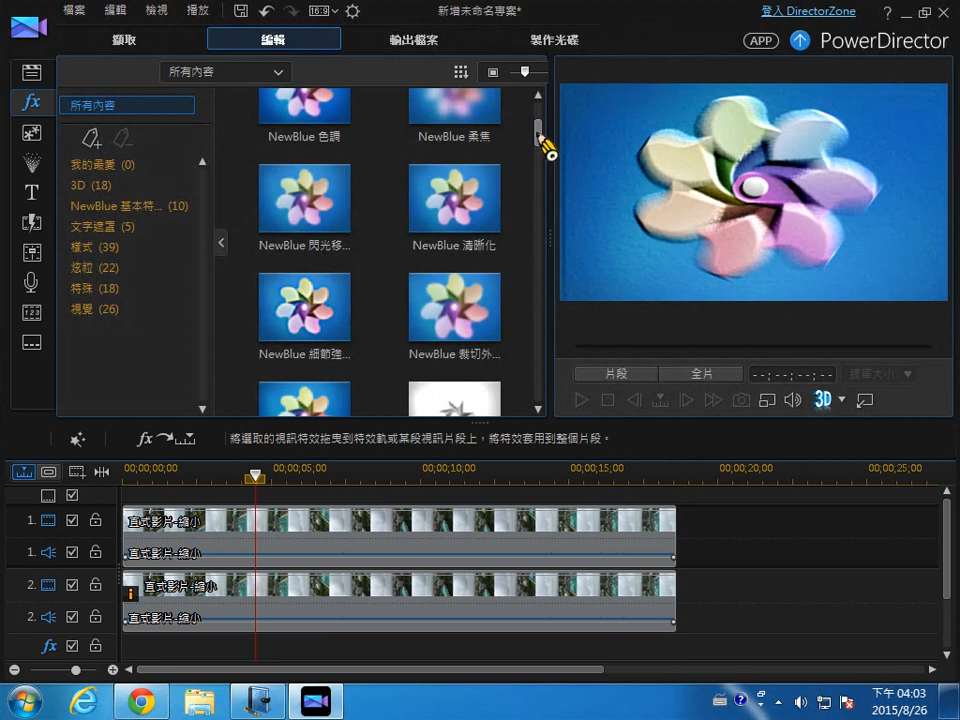 檔案 編輯 檢視 播放 16:9 新增未命名專案* 登入 DirectorZone ?
擷取 編輯 輸出檔案 製作光碟 APP PowerDirector
所有內容
fx 所有內容
我的最愛 (0)
3D (18)
NewBlue 基本特... (10)
文字遮罩 (5)
樣式 (39)
炫粒 (22)
特殊 (18)
視覺 (26)
T
123
NewBlue 色調 NewBlue 柔焦
NewBlue 閃光移... NewBlue 清晰化
NewBlue 細節強... NewBlue 裁切外...
片段 全片 --;--;--;-- 螢幕大小
3D
fx 將選取的視訊特效拖曳到特效軌或某段視訊片段上，將特效套用到整個片段。
00;00;00;00 00;00;05;00 00;00;10;00 00;00;15;00 00;00;20;00 00;00;25;00
1. 直式影片-縮小
1. 直式影片-縮小
2. 直式影片-縮小
2. 直式影片-縮小
fx
下午 04:03
2015/8/26